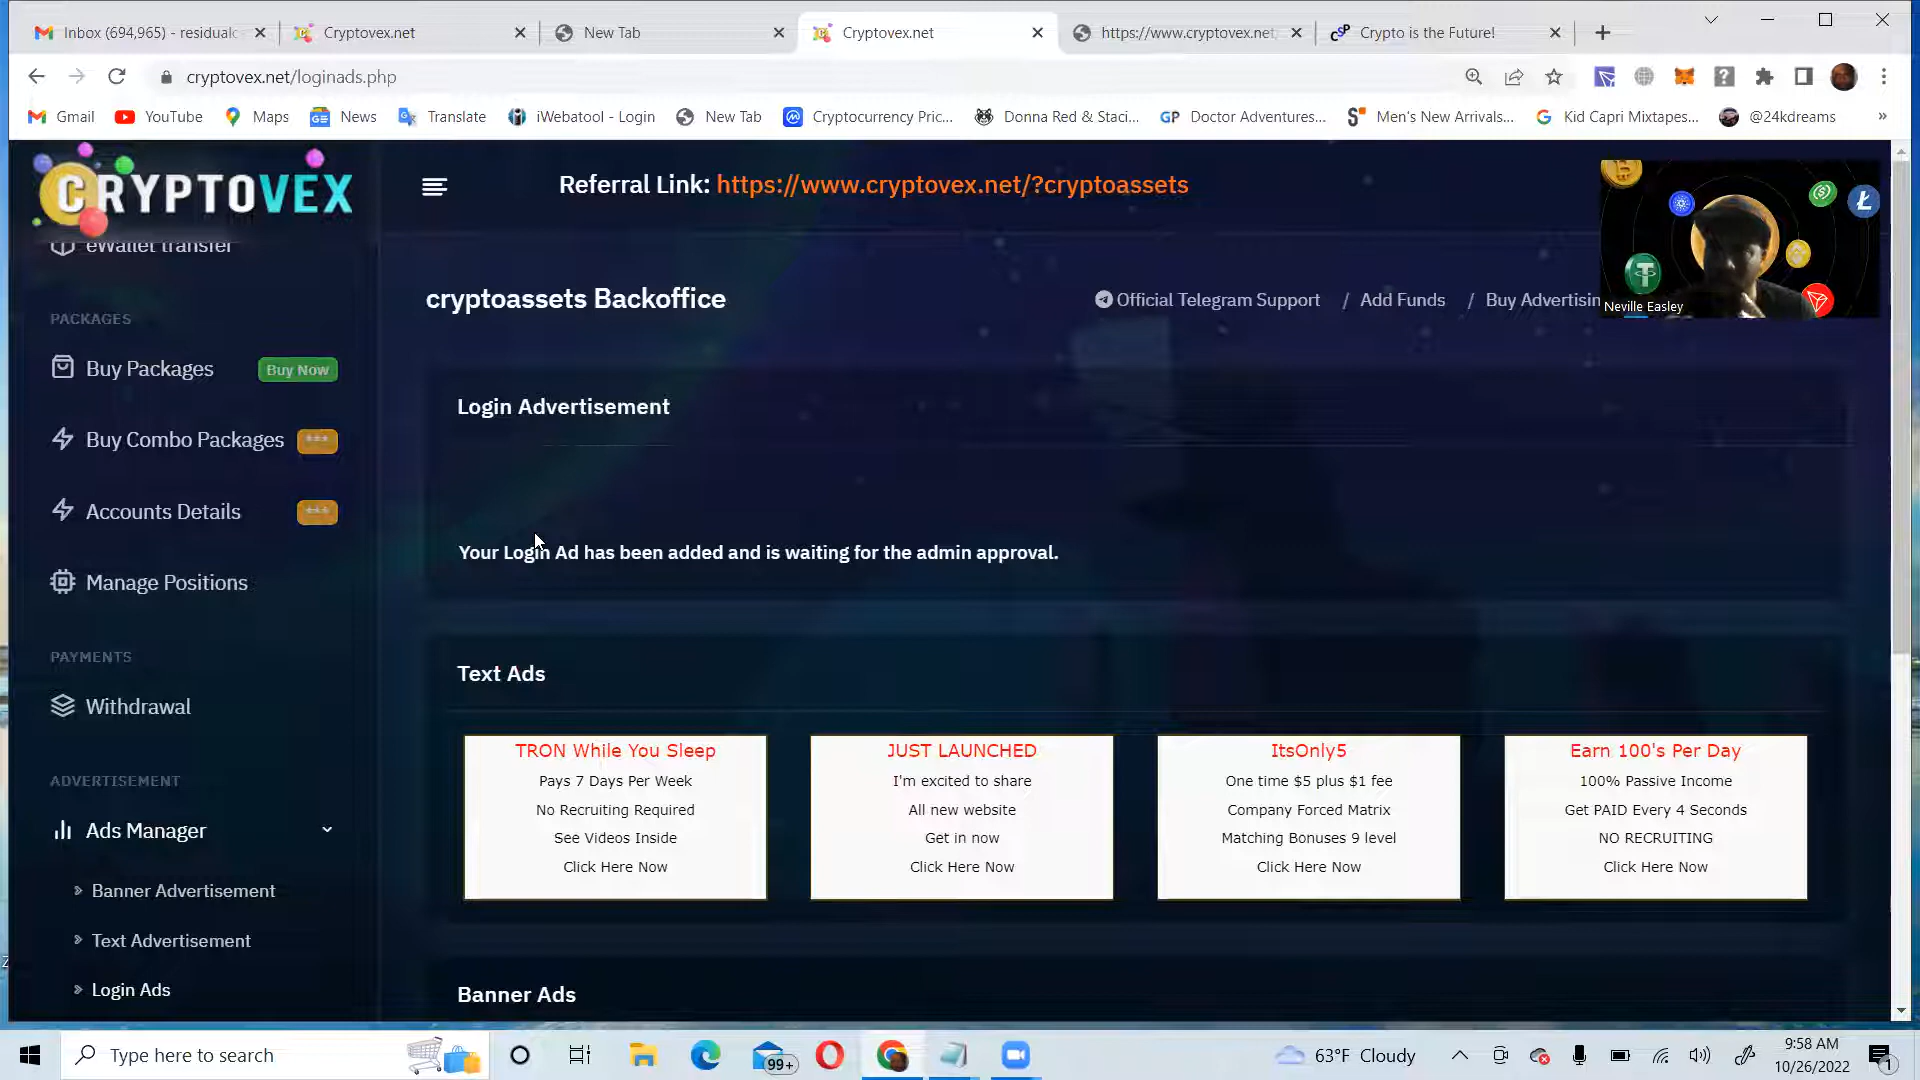 Inbox (694,965) - residualc
Cryptovex.net
New Tab
Cryptovex.net
https://www.cryptovex.net
Crypto is the Future!
cryptovex.net/loginads.php
Gmail
YouTube
Maps
News
Translate
iWebatool - Login
New Tab
Cryptocurrency Pric...
Donna Red & Staci...
Doctor Adventures...
Men's New Arrivals...
Kid Capri Mixtapes...
@24kdreams
CRYPTOVEX
Referral Link: https://www.cryptovex.net/?cryptoassets
Neville Easley
eWallet transfer
PACKAGES
Buy Packages
Buy Now
Buy Combo Packages
***
Accounts Details
***
Manage Positions
PAYMENTS
Withdrawal
ADVERTISEMENT
Ads Manager
Banner Advertisement
Text Advertisement
Login Ads
cryptoassets Backoffice
Official Telegram Support / Add Funds / Buy Advertisin
Login Advertisement
Your Login Ad has been added and is waiting for the admin approval.
Text Ads
TRON While You Sleep
Pays 7 Days Per Week
No Recruiting Required
See Videos Inside
Click Here Now
JUST LAUNCHED
I'm excited to share
All new website
Get in now
Click Here Now
ItsOnly5
One time $5 plus $1 fee
Company Forced Matrix
Matching Bonuses 9 level
Click Here Now
Earn 100's Per Day
100% Passive Income
Get PAID Every 4 Seconds
NO RECRUITING
Click Here Now
Banner Ads
Type here to search
99+
63°F Cloudy
9:58 AM
10/26/2022
1